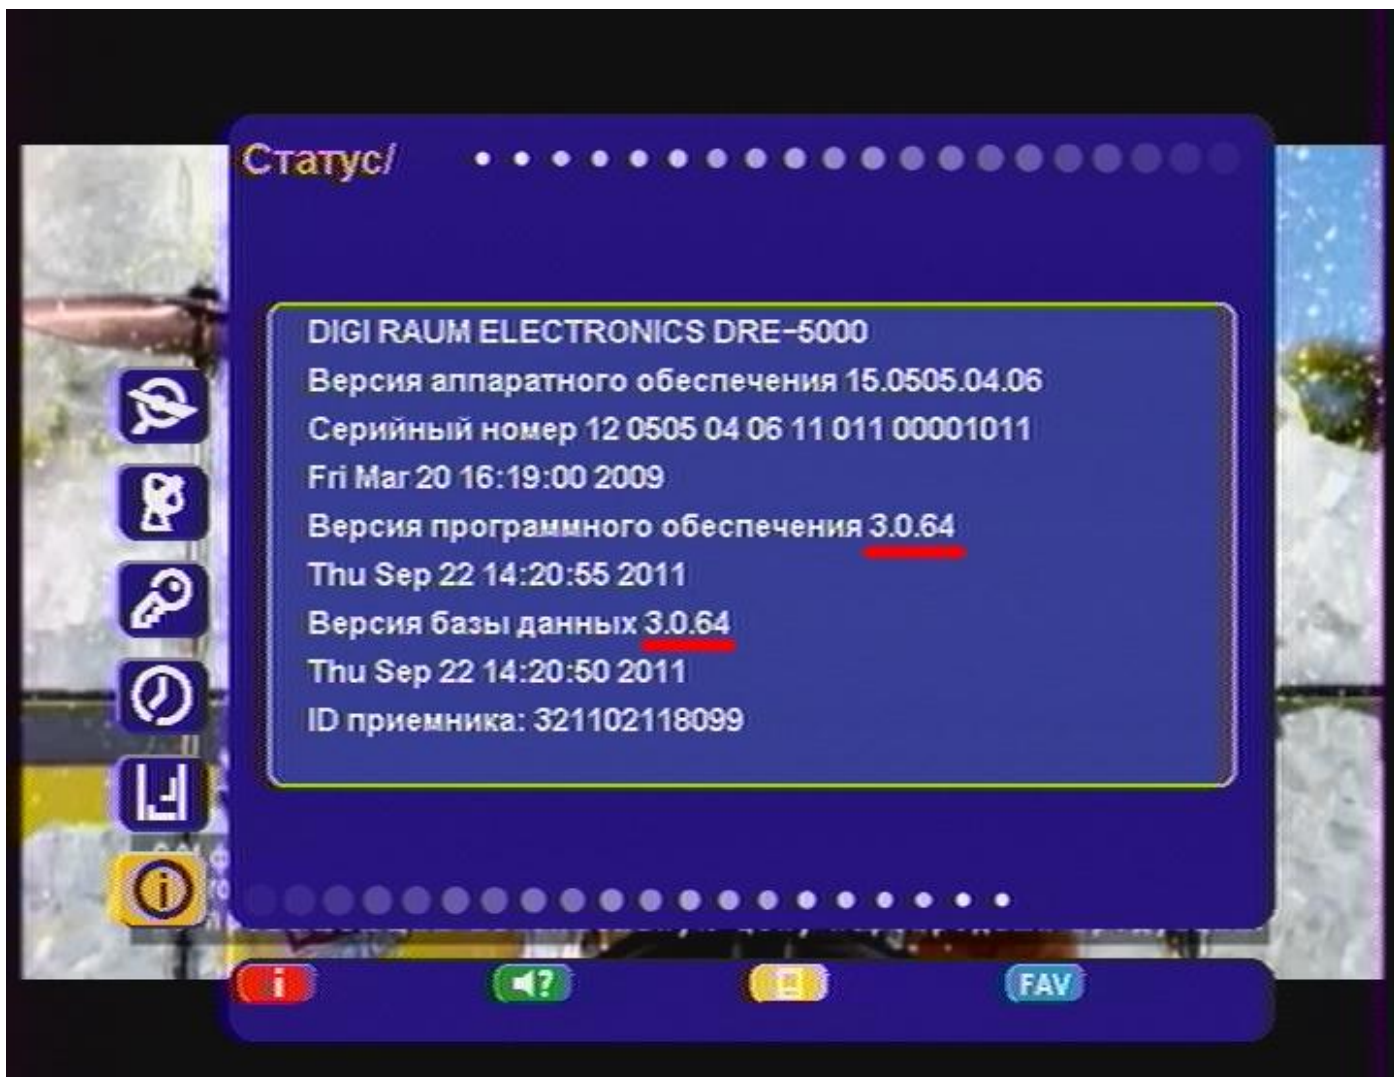 Статус/
DIGI RAUM ELECTRONICS DRE-5000
Версия аппаратного обеспечения 15.0505.04.06
Серийный номер 12 0505 04 06 11 011 00001011
Fri Mar 20 16:19:00 2009
Версия программного обеспечения 3.0.64
Thu Sep 22 14:20:55 2011
Версия базы данных 3.0.64
Thu Sep 22 14:20:50 2011
ID приемника: 321102118099
i ? FAV